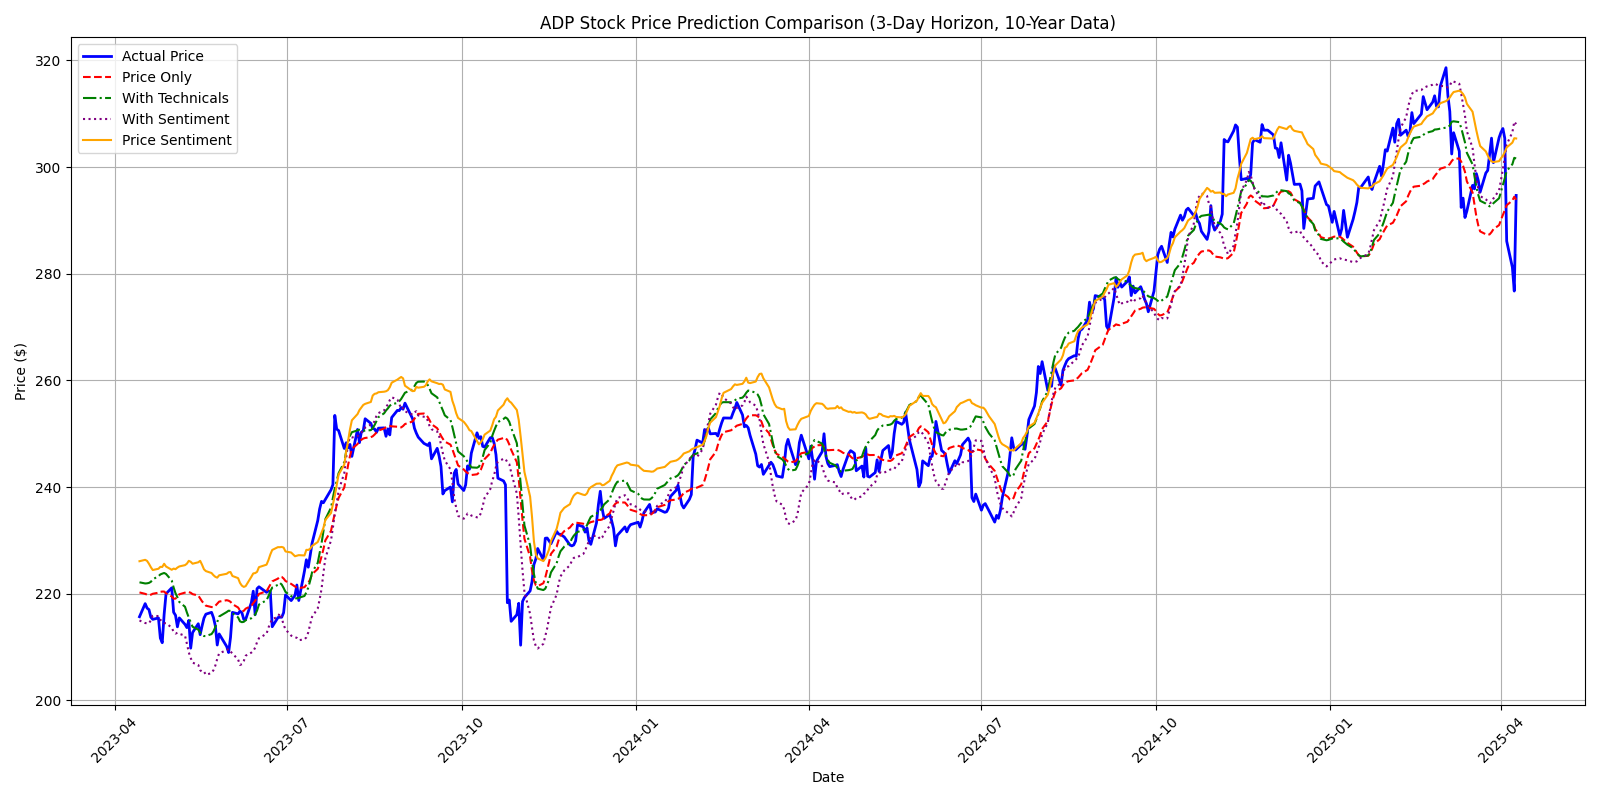 ADP Stock Price Prediction Comparison (3-Day Horizon, 10-Year Data)
Actual Price
Price Only
With Technicals
With Sentiment
Price Sentiment
Price ($)
320
300
280
260
240
220
200
2023-04
2023-07
2023-10
2024-01
2024-04
2024-07
2024-10
2025-01
2025-04
Date